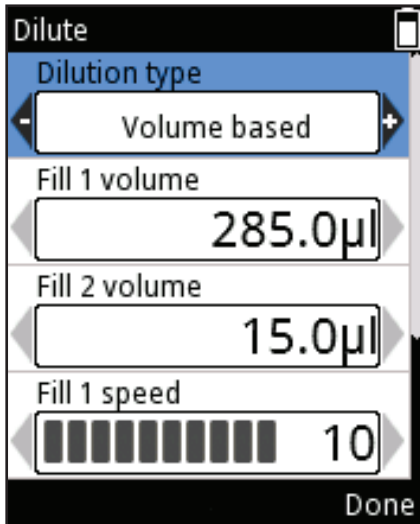 Dilute
Dilution type
- Volume based +
Fill 1 volume
285.0µl
Fill 2 volume
15.0µl
Fill 1 speed
10
Done